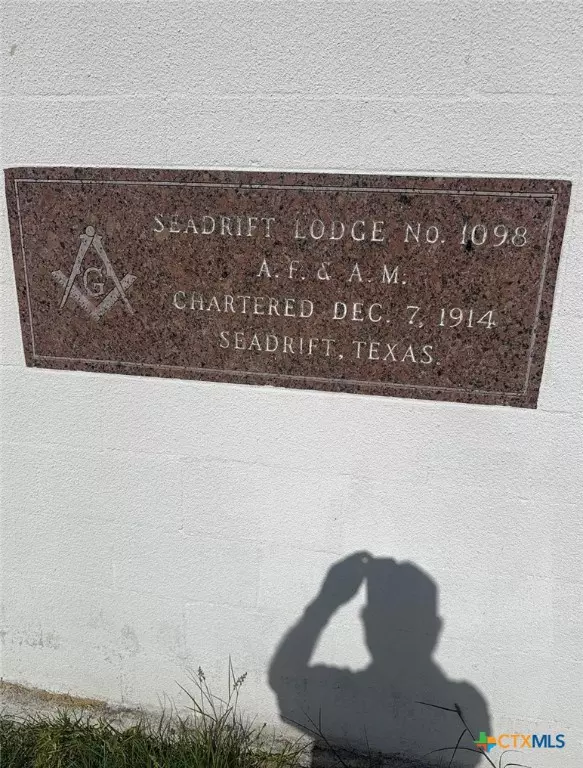 SEADRIFT LODGE NO. 1098
A. F. & A. M.
CHARTERED DEC. 7, 1914
SEADRIFT, TEXAS.
G
CTXMLS